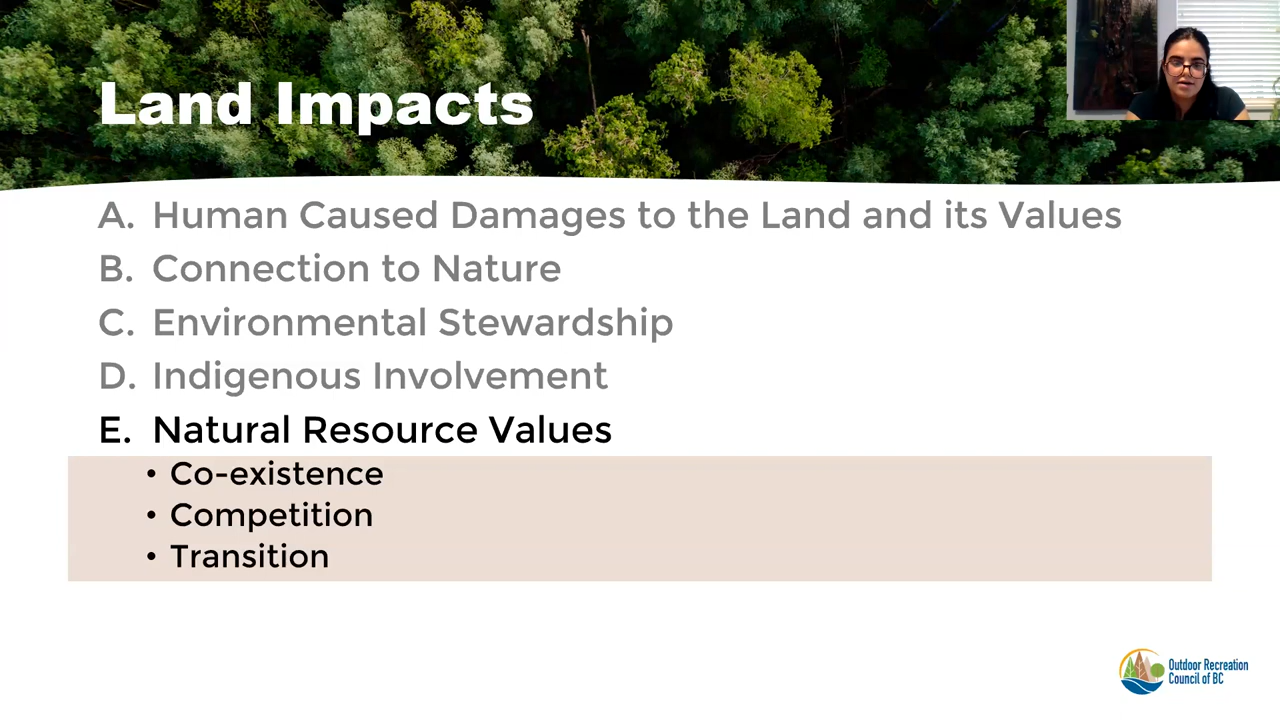 Land Impacts
A. Human Caused Damages to the Land and its Values
B. Connection to Nature
C. Environmental Stewardship
D. Indigenous Involvement
E. Natural Resource Values
• Co-existence
• Competition
• Transition
Outdoor Recreation
Council of BC